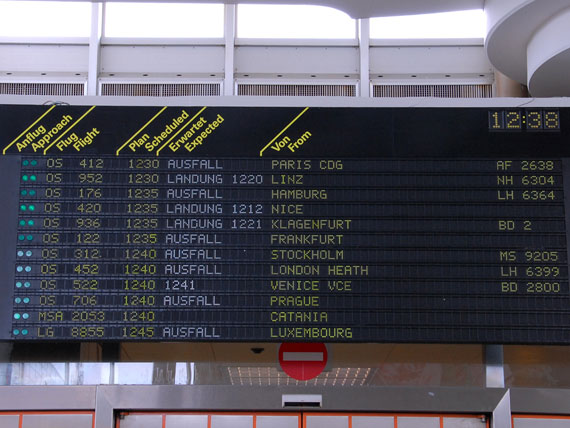 12:38
Anflug Approach Flug Flight Plan Scheduled Erwartet Expected Von From
OS 412 1230 AUSFALL PARIS CDG AF 2638
OS 952 1230 LANDUNG 1220 LINZ NH 6304
OS 176 1235 AUSFALL HAMBURG LH 6364
OS 420 1235 LANDUNG 1212 NICE
OS 936 1235 LANDUNG 1221 KLAGENFURT BD 2
OS 122 1235 AUSFALL FRANKFURT
OS 312 1240 AUSFALL STOCKHOLM MS 9205
OS 452 1240 AUSFALL LONDON HEATH LH 6399
OS 522 1240 1241 VENICE VCE BD 2800
OS 706 1240 AUSFALL PRAGUE
MSA 2053 1240 CATANIA
LG 8855 1245 AUSFALL LUXEMBOURG